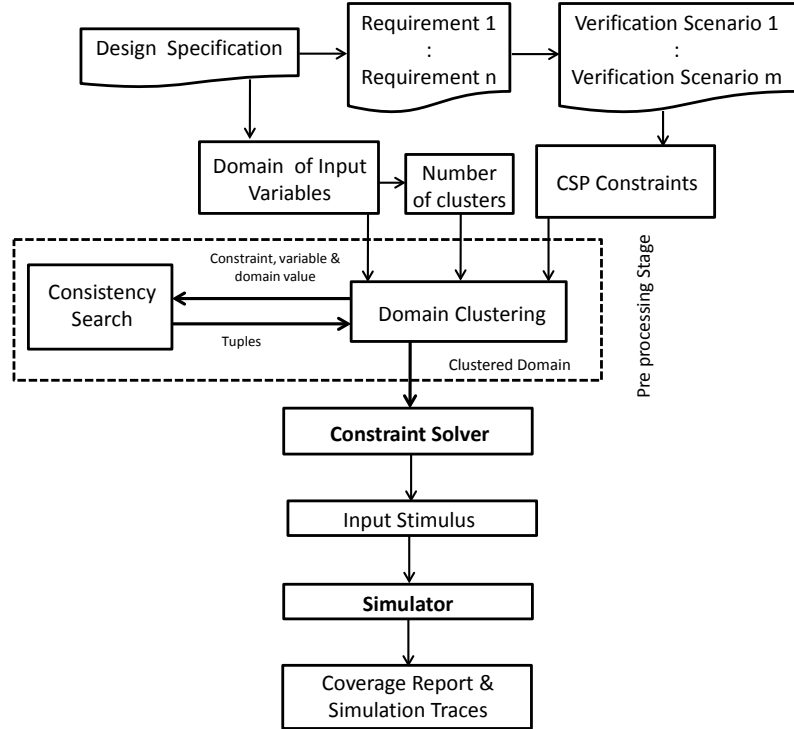 Design Specification
Requirement 1
:
Requirement n
Verification Scenario 1
:
Verification Scenario m
Domain of Input
Variables
Number
of clusters
CSP Constraints
Constraint, variable &
domain value
Consistency
Search
Domain Clustering
Tuples
Clustered Domain
Pre processing Stage
Constraint Solver
Input Stimulus
Simulator
Coverage Report &
Simulation Traces